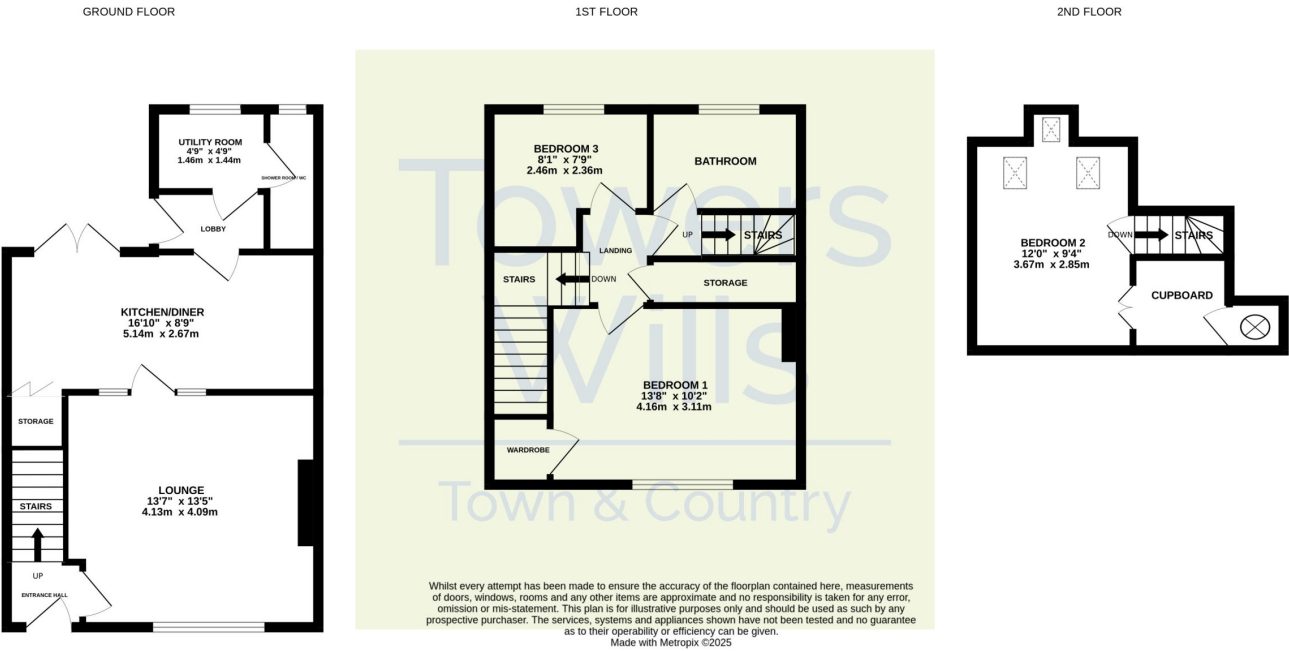 GROUND FLOOR
1ST FLOOR
2ND FLOOR
UTILITY ROOM
4'9" x 4'9"
1.46m x 1.44m
SHOWER ROOM / WC
LOBBY
KITCHEN/DINER
16'10" x 8'9"
5.14m x 2.67m
STORAGE
STAIRS
UP
ENTRANCE HALL
LOUNGE
13'7" x 13'5"
4.13m x 4.09m
BEDROOM 3
8'1" x 7'9"
2.46m x 2.36m
BATHROOM
UP
STAIRS
LANDING
STAIRS
DOWN
STORAGE
BEDROOM 1
13'8" x 10'2"
4.16m x 3.11m
WARDROBE
Towers
Wills
Town & Country
BEDROOM 2
12'0" x 9'4"
3.67m x 2.85m
DOWN
STAIRS
CUPBOARD
Whilst every attempt has been made to ensure the accuracy of the floorplan contained here, measurements
of doors, windows, rooms and any other items are approximate and no responsibility is taken for any error,
omission or mis-statement. This plan is for illustrative purposes only and should be used as such by any
prospective purchaser. The services, systems and appliances shown have not been tested and no guarantee
as to their operability or efficiency can be given.
Made with Metropix ©2025